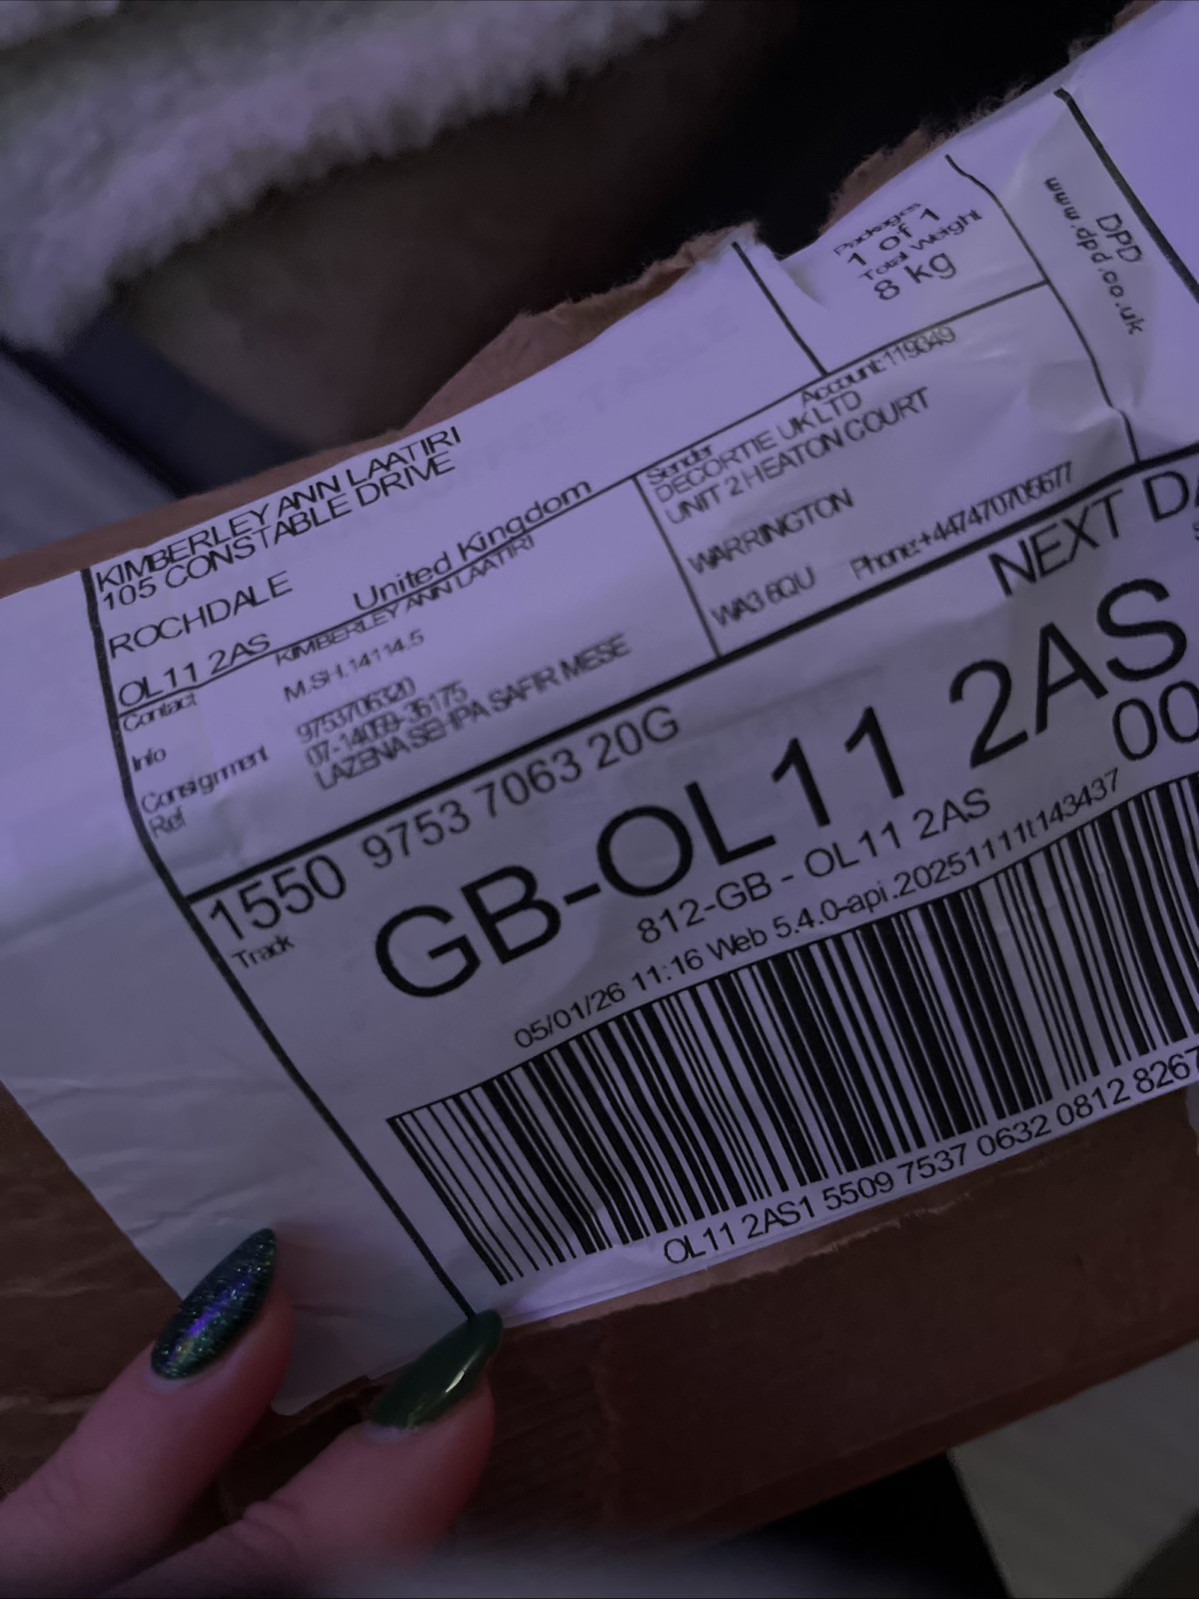 Packages
1 of 1
Total Weight
8 kg
DPD
www.dpd.co.uk
KIMBERLEY ANN LAATIRI
105 CONSTABLE DRIVE
ROCHDALE
OL11 2AS
United Kingdom
Sender
Account:119349
DECORTIE UK LTD
UNIT 2 HEATON COURT
WARRINGTON
WA3 6QU
Phone:+447470705677
Contact
KIMBERLEY ANN LAATIRI
Info
M.SH.14114.5
Consignment
9753706320
Ref
07-14069-35175
LAZENA SEHPA SAFIR MESE
NEXT DA
1550 9753 7063 20G
Track
GB-OL11 2AS
00
812-GB - OL11 2AS
05/01/26 11:16 Web 5.4.0-api.20251111t143437
OL11 2AS1 5509 7537 0632 0812 8267